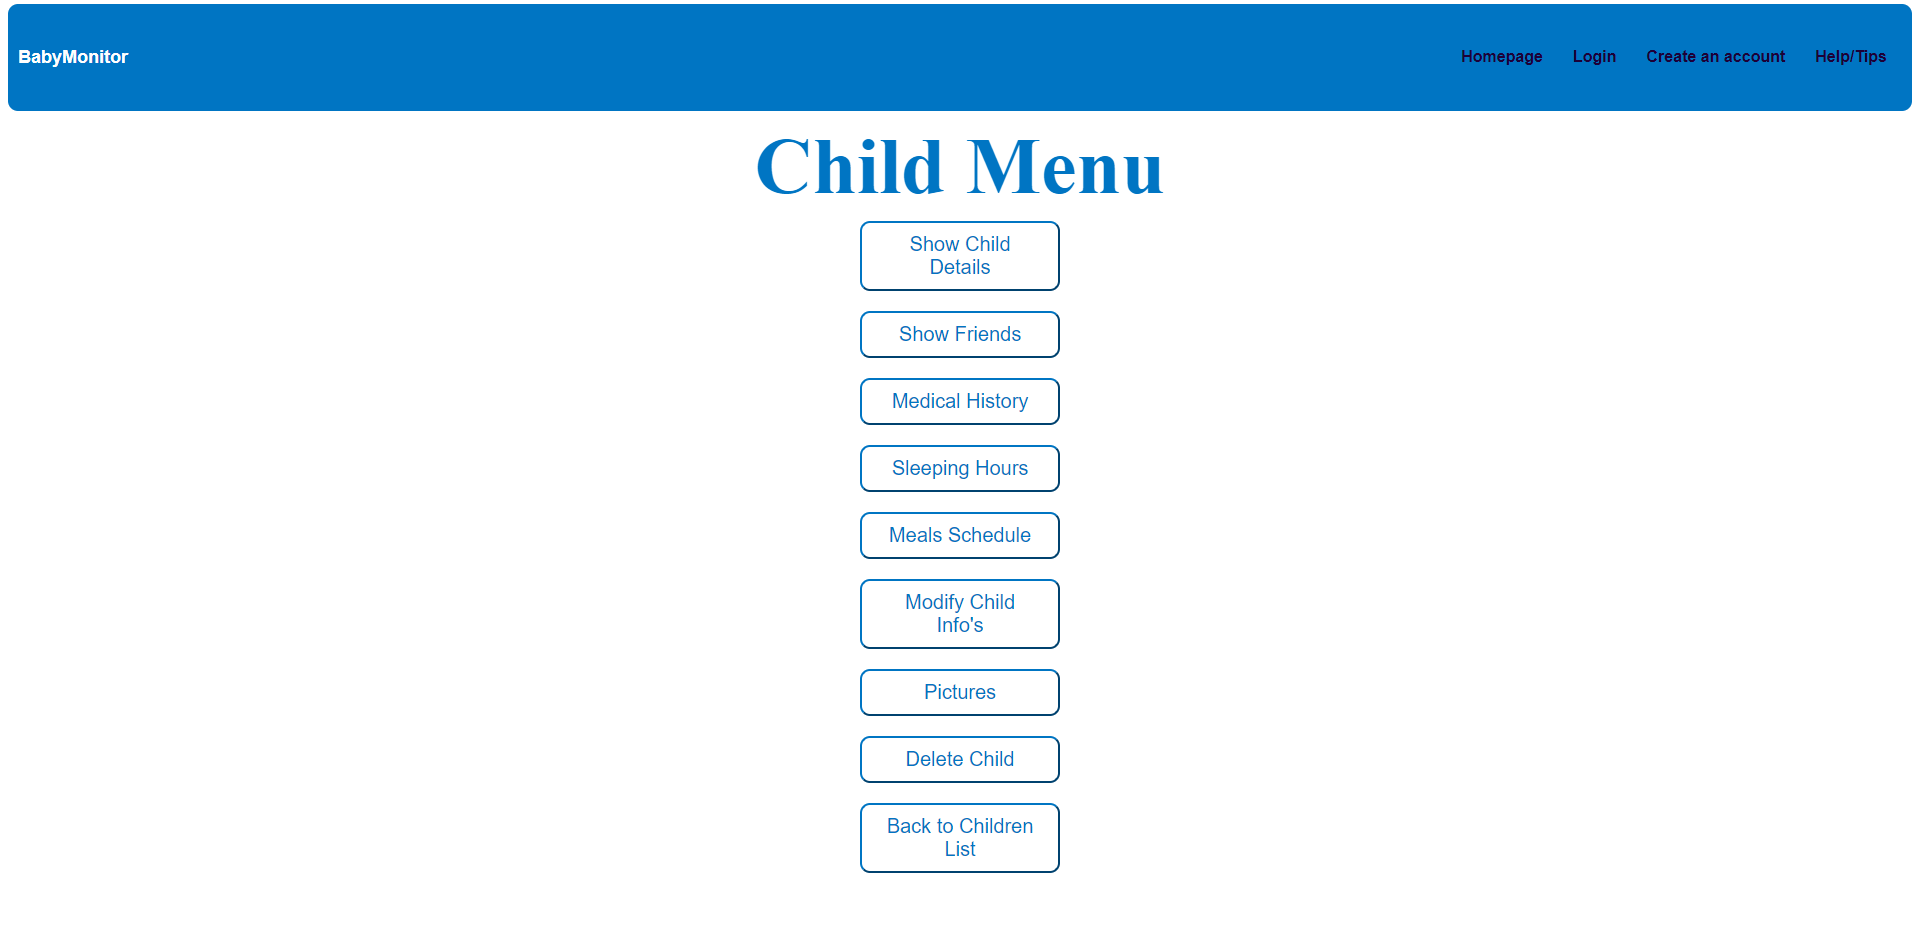 BabyMonitor
Homepage Login Create an account Help/Tips
Child Menu
Show Child
Details
Show Friends
Medical History
Sleeping Hours
Meals Schedule
Modify Child
Info's
Pictures
Delete Child
Back to Children
List